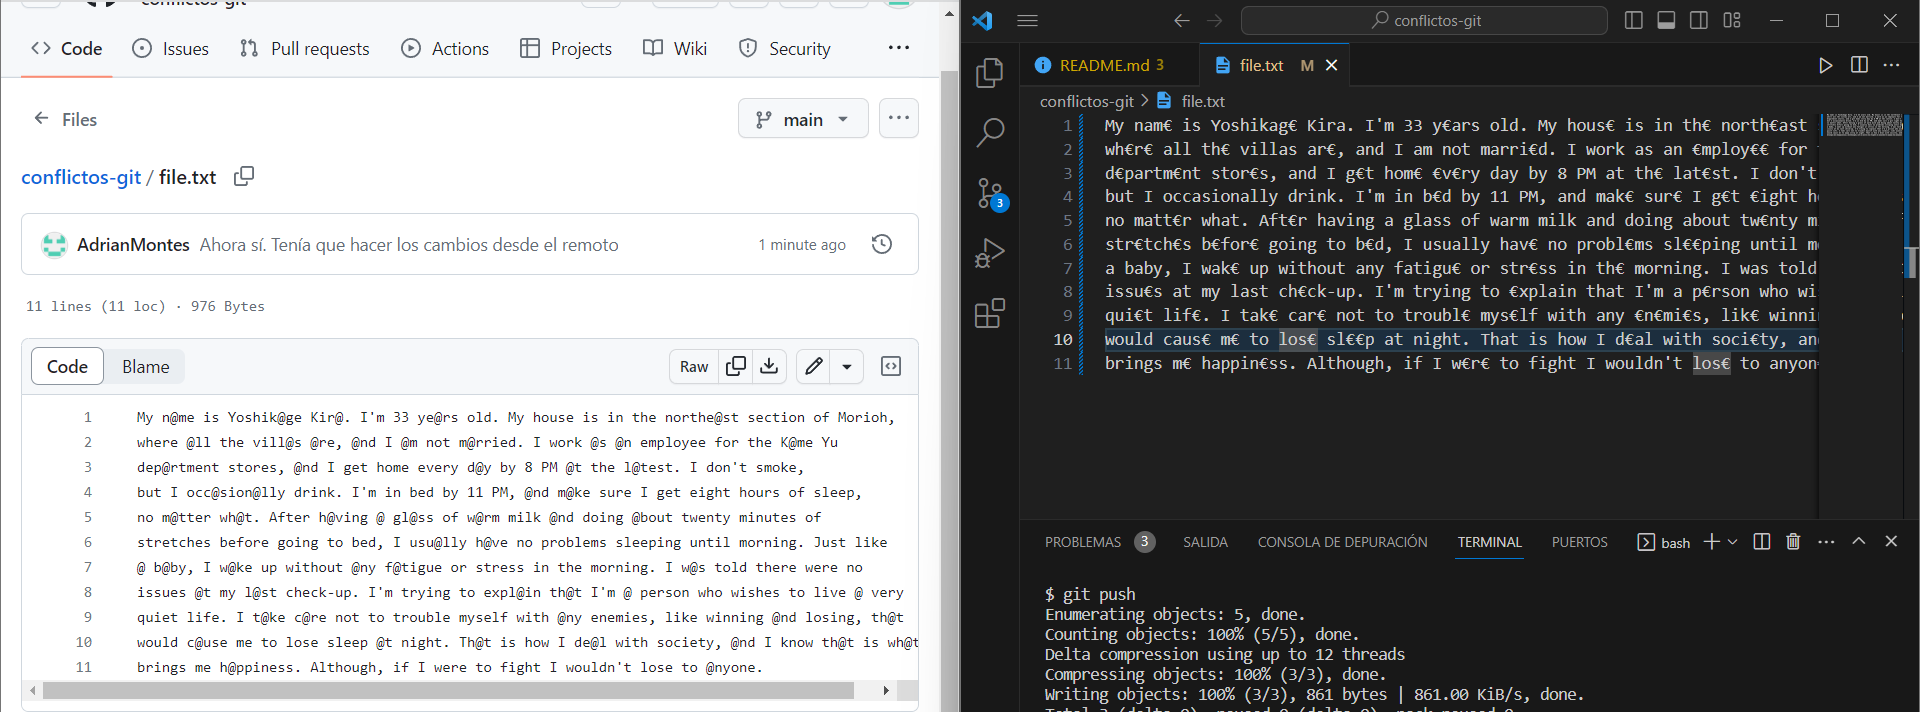 conflictos-git
Code
Issues
Pull requests
Actions
Projects
Wiki
Security
Files
main
conflictos-git / file.txt
AdrianMontes Ahora sí. Tenía que hacer los cambios desde el remoto
1 minute ago
11 lines (11 loc) · 976 Bytes
Code
Blame
Raw
1 My n@me is Yoshik@ge Kir@. I'm 33 ye@rs old. My house is in the northe@st section of Morioh,
2 where @ll the vill@s @re, @nd I @m not m@rried. I work @s @n employee for the K@me Yu
3 dep@rtment stores, @nd I get home every d@y by 8 PM @t the l@test. I don't smoke,
4 but I occ@sion@lly drink. I'm in bed by 11 PM, @nd m@ke sure I get eight hours of sleep,
5 no m@tter wh@t. After h@ving @ gl@ss of w@rm milk @nd doing @bout twenty minutes of
6 stretches before going to bed, I usu@lly h@ve no problems sleeping until morning. Just like
7 @ b@by, I w@ke up without @ny f@tigue or stress in the morning. I w@s told there were no
8 issues @t my l@st check-up. I'm trying to expl@in th@t I'm @ person who wishes to live @ very
9 quiet life. I t@ke c@re not to trouble myself with @ny enemies, like winning @nd losing, th@t
10 would c@use me to lose sleep @t night. Th@t is how I de@l with society, @nd I know th@t is wh@t
11 brings me h@ppiness. Although, if I were to fight I wouldn't lose to @nyone.
conflictos-git
README.md 3
file.txt M
conflictos-git > file.txt
3
1 My nam€ is Yoshikag€ Kira. I'm 33 y€ars old. My hous€ is in th€ north€ast
2 wh€r€ all th€ villas ar€, and I am not marri€d. I work as an €mploy€€ for
3 d€partm€nt stor€s, and I g€t hom€ €v€ry day by 8 PM at th€ lat€st. I don't
4 but I occasionally drink. I'm in b€d by 11 PM, and mak€ sur€ I g€t €ight h
5 no matt€r what. Aft€r having a glass of warm milk and doing about tw€nty m
6 str€tch€s b€for€ going to b€d, I usually hav€ no probl€ms sl€€ping until m
7 a baby, I wak€ up without any fatigu€ or str€ss in th€ morning. I was told
8 issu€s at my last ch€ck-up. I'm trying to €xplain that I'm a p€rson who wi
9 qui€t lif€. I tak€ car€ not to troubl€ mys€lf with any €n€mi€s, lik€ winni
10 would caus€ m€ to los€ sl€€p at night. That is how I d€al with soci€ty, an
11 brings m€ happin€ss. Although, if I w€r€ to fight I wouldn't los€ to anyon
PROBLEMAS 3
SALIDA
CONSOLA DE DEPURACIÓN
TERMINAL
PUERTOS
bash
$ git push
Enumerating objects: 5, done.
Counting objects: 100% (5/5), done.
Delta compression using up to 12 threads
Compressing objects: 100% (3/3), done.
Writing objects: 100% (3/3), 861 bytes | 861.00 KiB/s, done.